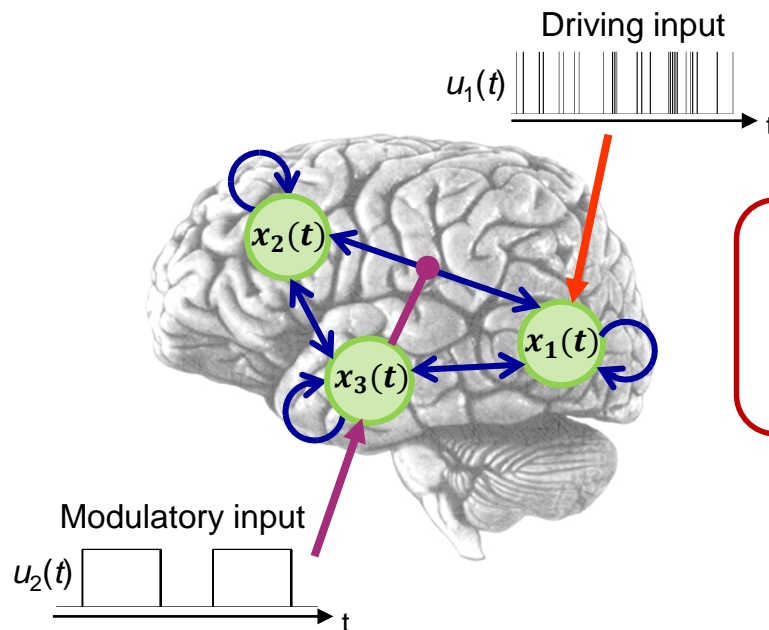 Driving input
u₁(t)
t
x₂(t)
x₁(t)
x₃(t)
Modulatory input
u₂(t)
t